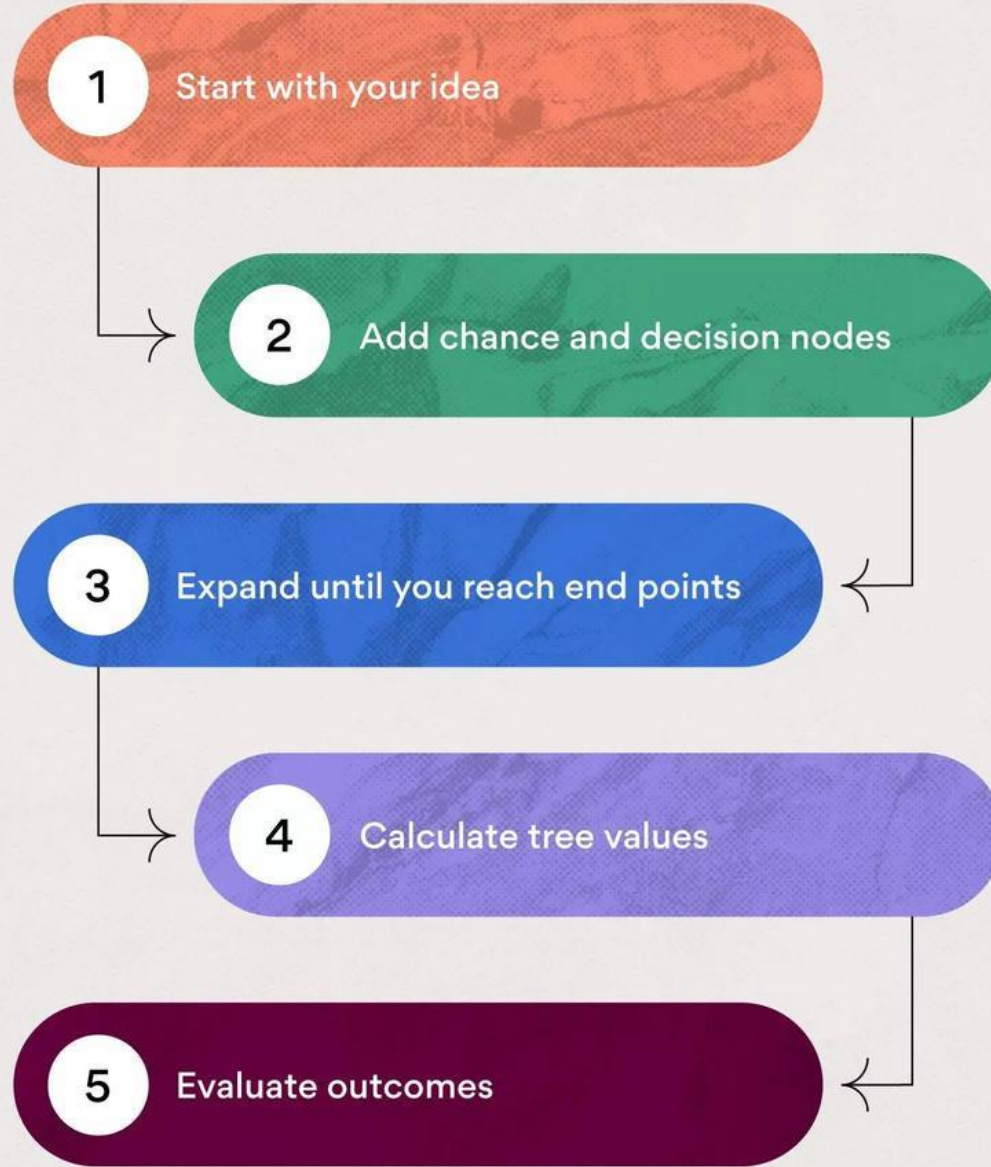 1 Start with your idea
2 Add chance and decision nodes
3 Expand until you reach end points
4 Calculate tree values
5 Evaluate outcomes